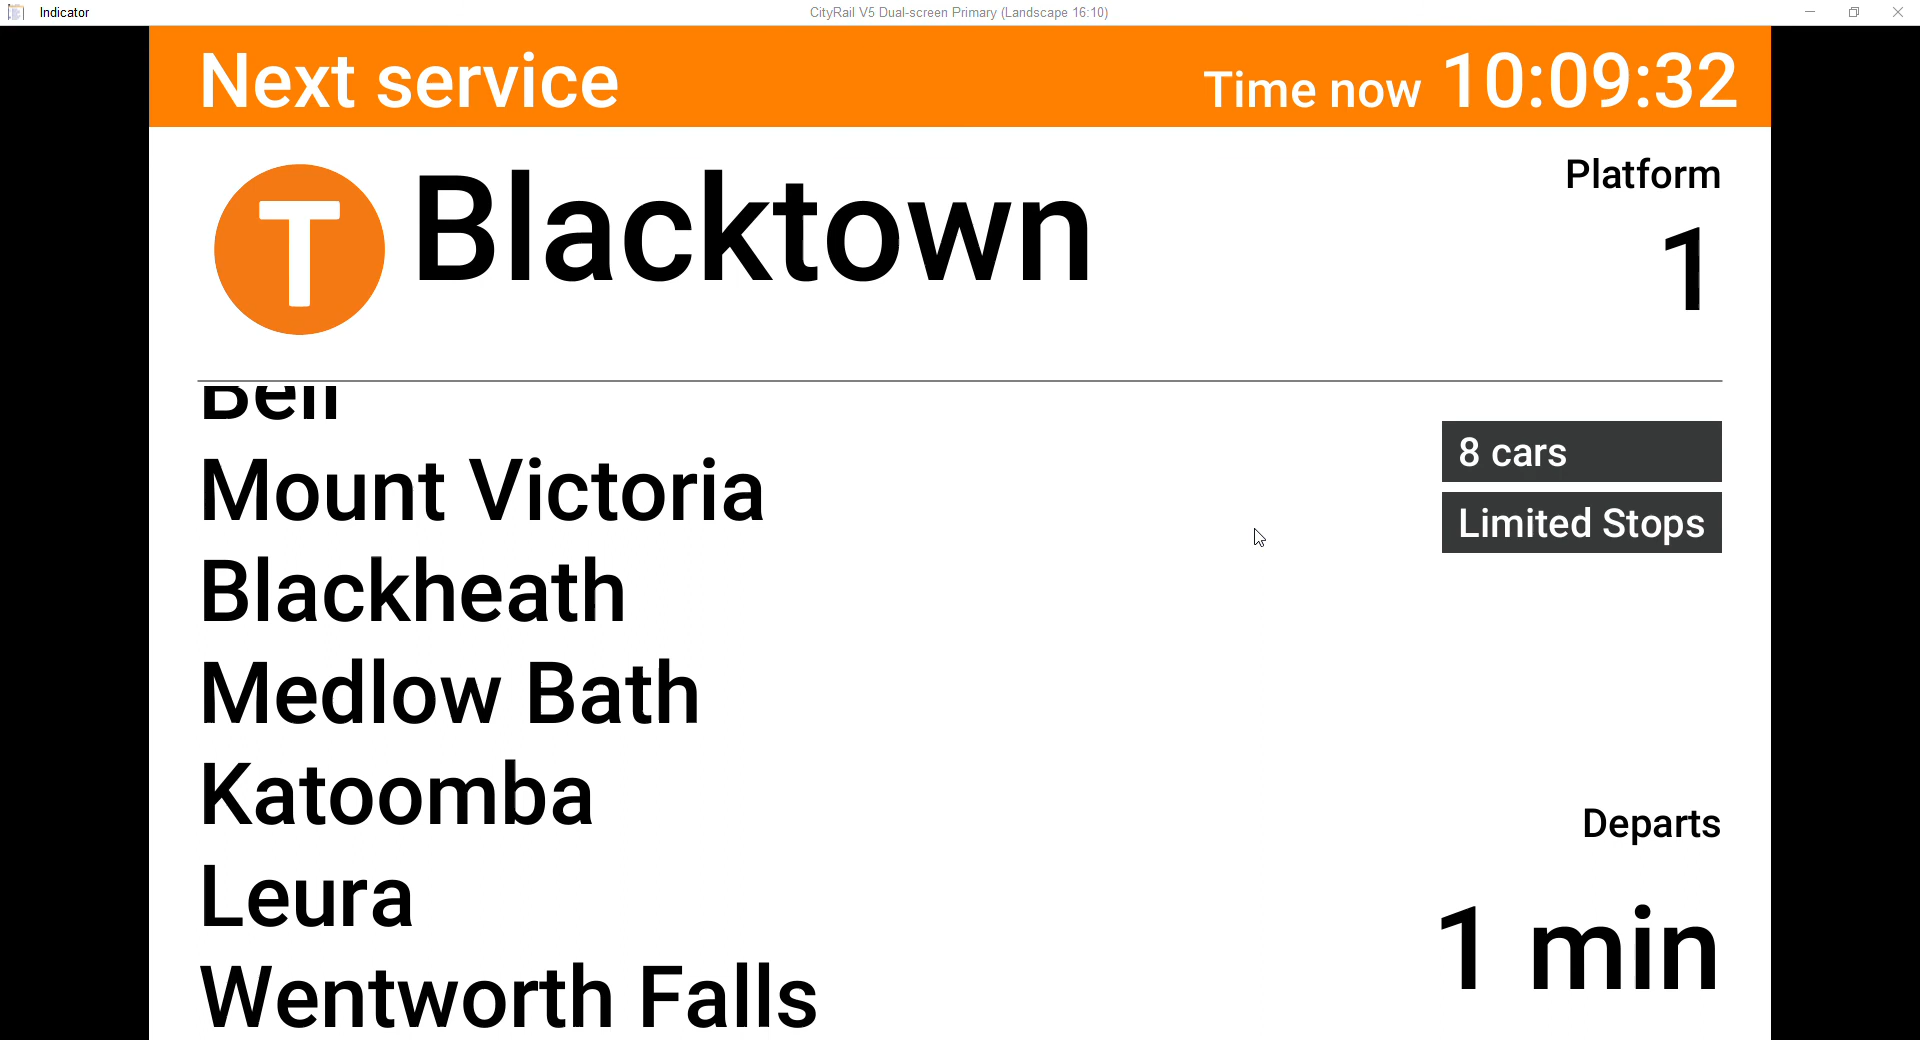 Indicator
CityRail V5 Dual-screen Primary (Landscape 16:10)
Next service
Time now 10:09:32
T Blacktown
Platform
1
Bell
Mount Victoria
Blackheath
Medlow Bath
Katoomba
Leura
Wentworth Falls
8 cars
Limited Stops
Departs
1 min